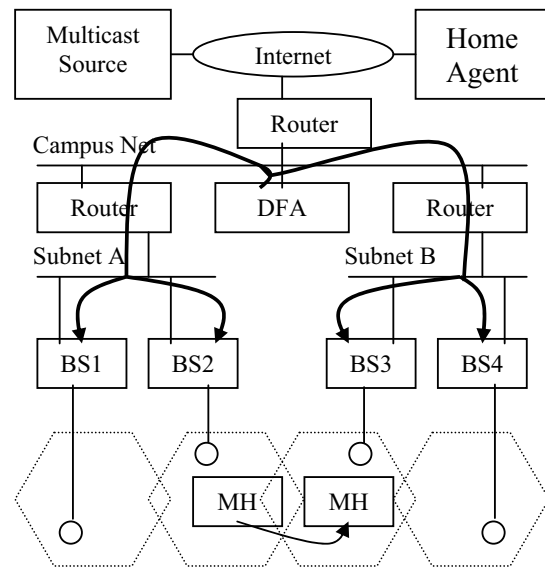 Multicast
Source
Internet
Home
Agent
Router
Campus Net
Router
DFA
Router
Subnet A
Subnet B
BS1
BS2
BS3
BS4
MH
MH